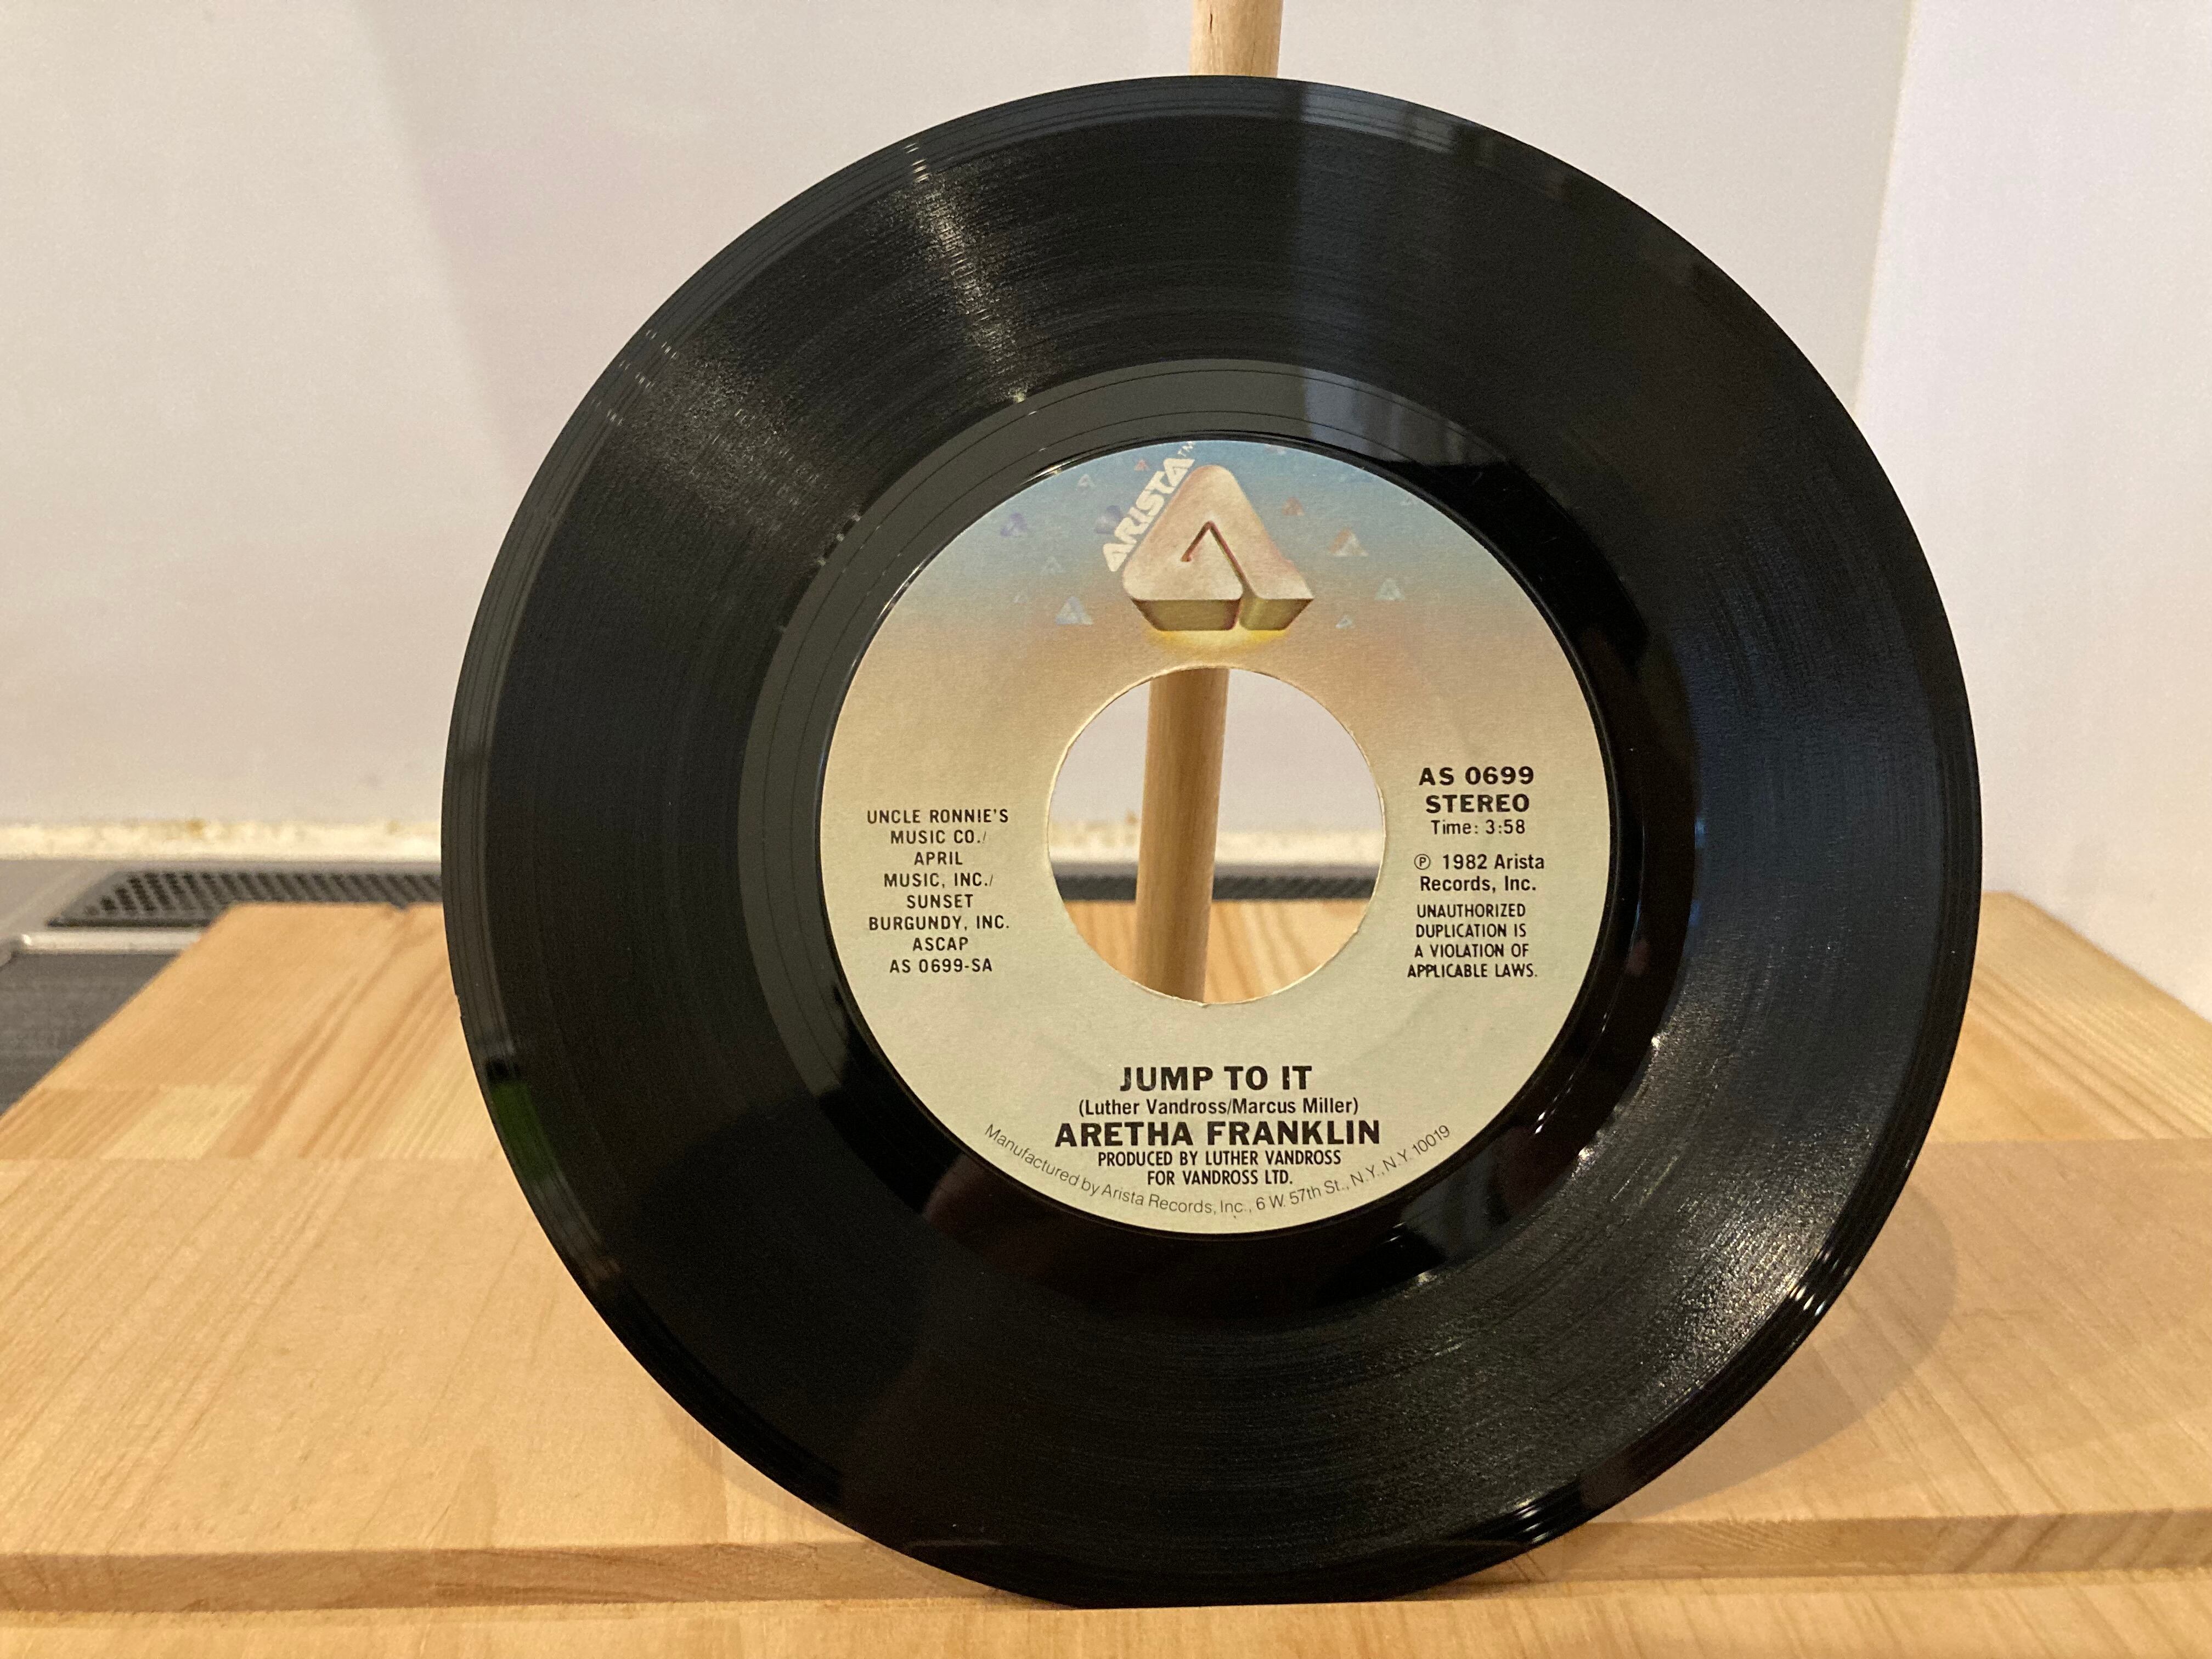 ARISTA™
UNCLE RONNIE'S
MUSIC CO./
APRIL
MUSIC, INC./
SUNSET
BURGUNDY, INC.
ASCAP
AS 0699-SA
AS 0699
STEREO
Time: 3:58
℗ 1982 Arista
Records, Inc.
UNAUTHORIZED
DUPLICATION IS
A VIOLATION OF
APPLICABLE LAWS.
JUMP TO IT
(Luther Vandross/Marcus Miller)
ARETHA FRANKLIN
PRODUCED BY LUTHER VANDROSS
FOR VANDROSS LTD.
Manufactured by Arista Records, Inc., 6 W. 57th St., N.Y., N.Y. 10019